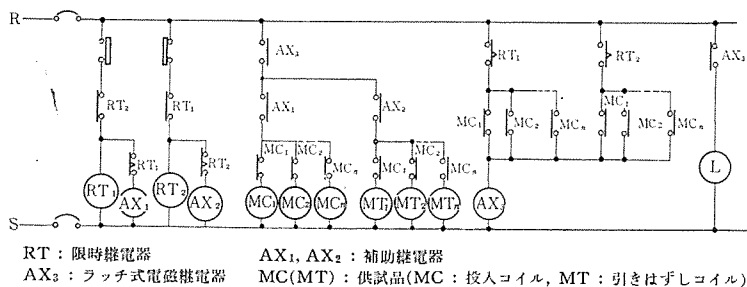 R
AX₃
RT₁
RT₂
AX₃
RT₂
RT₁
AX₁
AX₂
MC₁
MC₂
MCₙ
MC₁
MC₂
MCₙ
RT₁
RT₂
MC₁
MC₂
MCₙ
MC₁
MC₂
MCₙ
L
RT₁
AX₁
RT₂
AX₂
MC₁
MC₂
MCₙ
MT₁
MT₂
MTₙ
S
RT : 限時継電器
AX₁, AX₂ : 補助継電器
AX₃ : ラッチ式電磁継電器
MC(MT) : 供試品(MC : 投入コイル, MT : 引きはずしコイル)